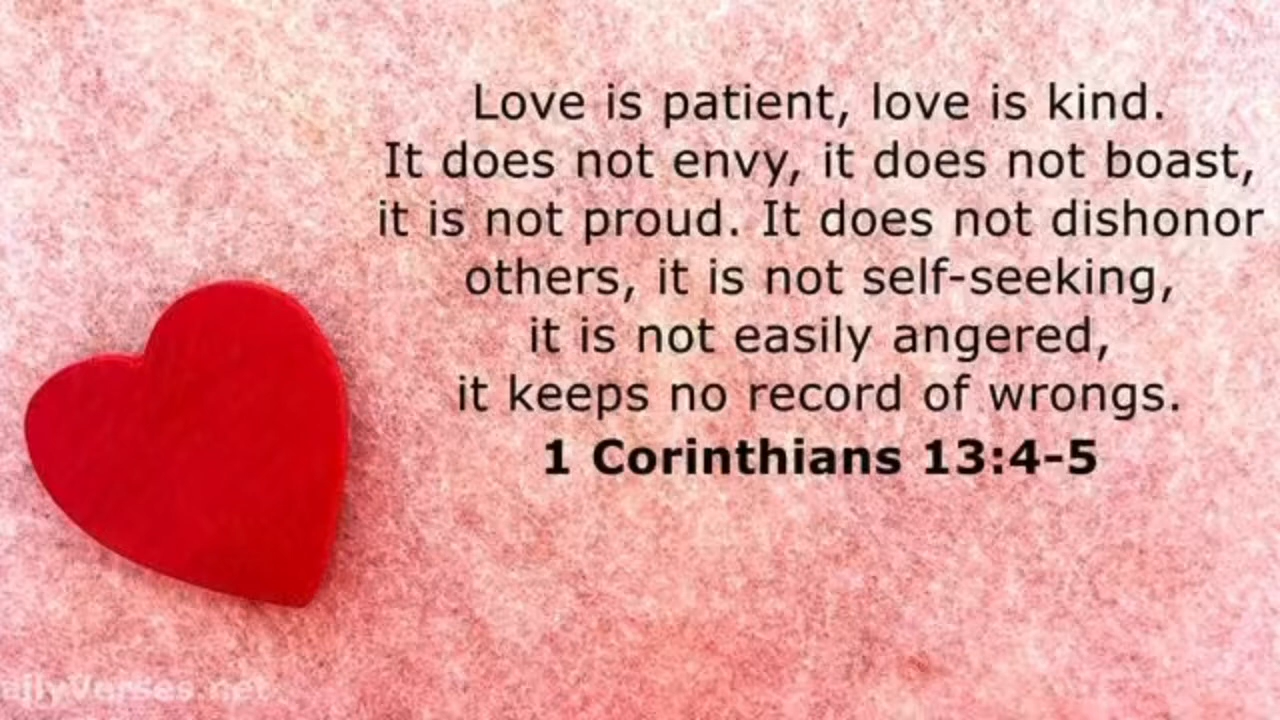 Love is patient, love is kind.
It does not envy, it does not boast,
it is not proud. It does not dishonor
others, it is not self-seeking,
it is not easily angered,
it keeps no record of wrongs.
1 Corinthians 13:4-5
ailyVerses.net